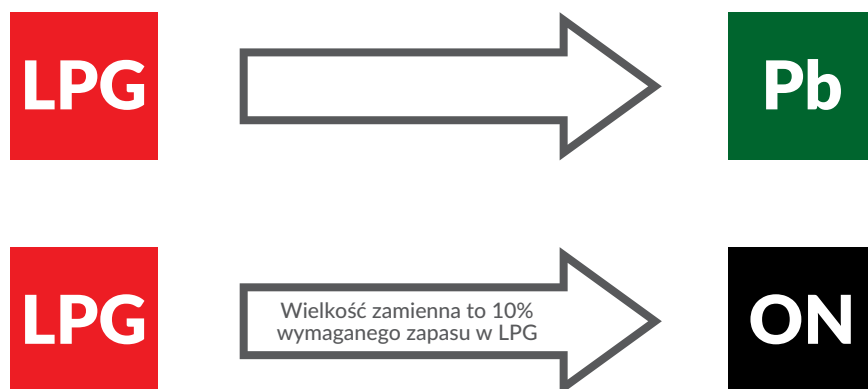 LPG
Pb
LPG
Wielkość zamienna to 10%
wymaganego zapasu w LPG
ON